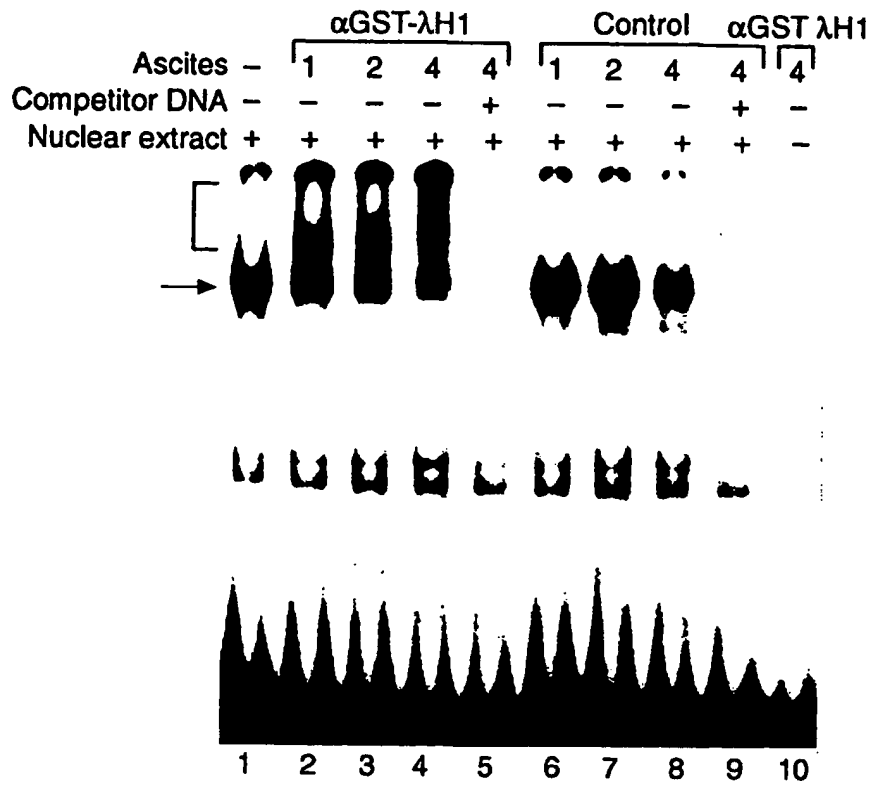 αGST-λH1 Control αGST λH1
Ascites – 1 2 4 4 1 2 4 4 4
Competitor DNA – – – – + – – – + –
Nuclear extract + + + + + + + + + –
1 2 3 4 5 6 7 8 9 10